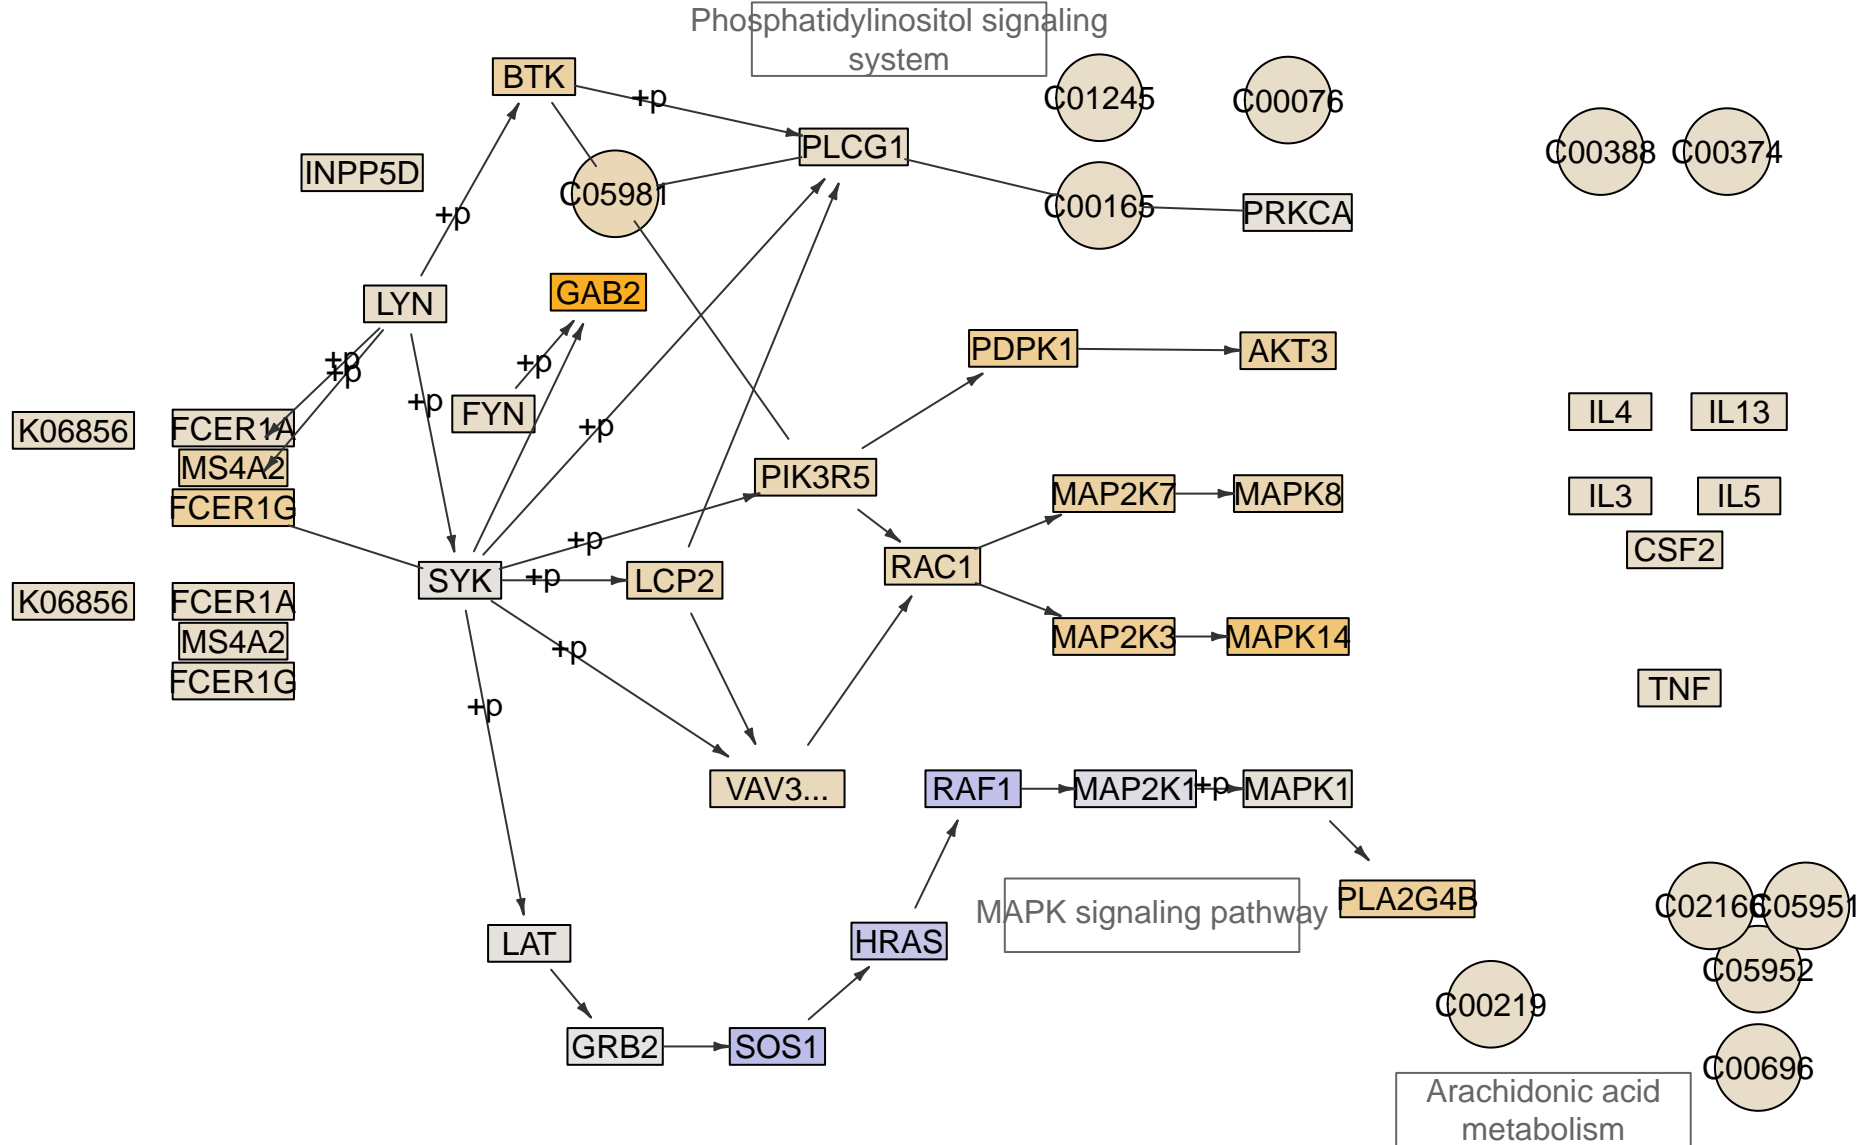 Phosphatidylinositol signaling
system
BTK
+p
C01245
C00076
PLCG1
C00388
C00374
INPP5D
C05981
C00165
PRKCA
+p
LYN
GAB2
PDPK1
AKT3
+p
+p
+p
+p
K06856
FCER1A
FYN
+p
IL4
IL13
MS4A2
PIK3R5
MAP2K7
MAPK8
IL3
IL5
FCER1G
+p
CSF2
SYK
+p
LCP2
RAC1
K06856
FCER1A
MS4A2
+p
MAP2K3
MAPK14
FCER1G
TNF
+p
VAV3...
RAF1
MAP2K1
+p
MAPK1
MAPK signaling pathway
PLA2G4B
C02166
C05951
LAT
HRAS
C05952
C00219
GRB2
SOS1
C00696
Arachidonic acid
metabolism